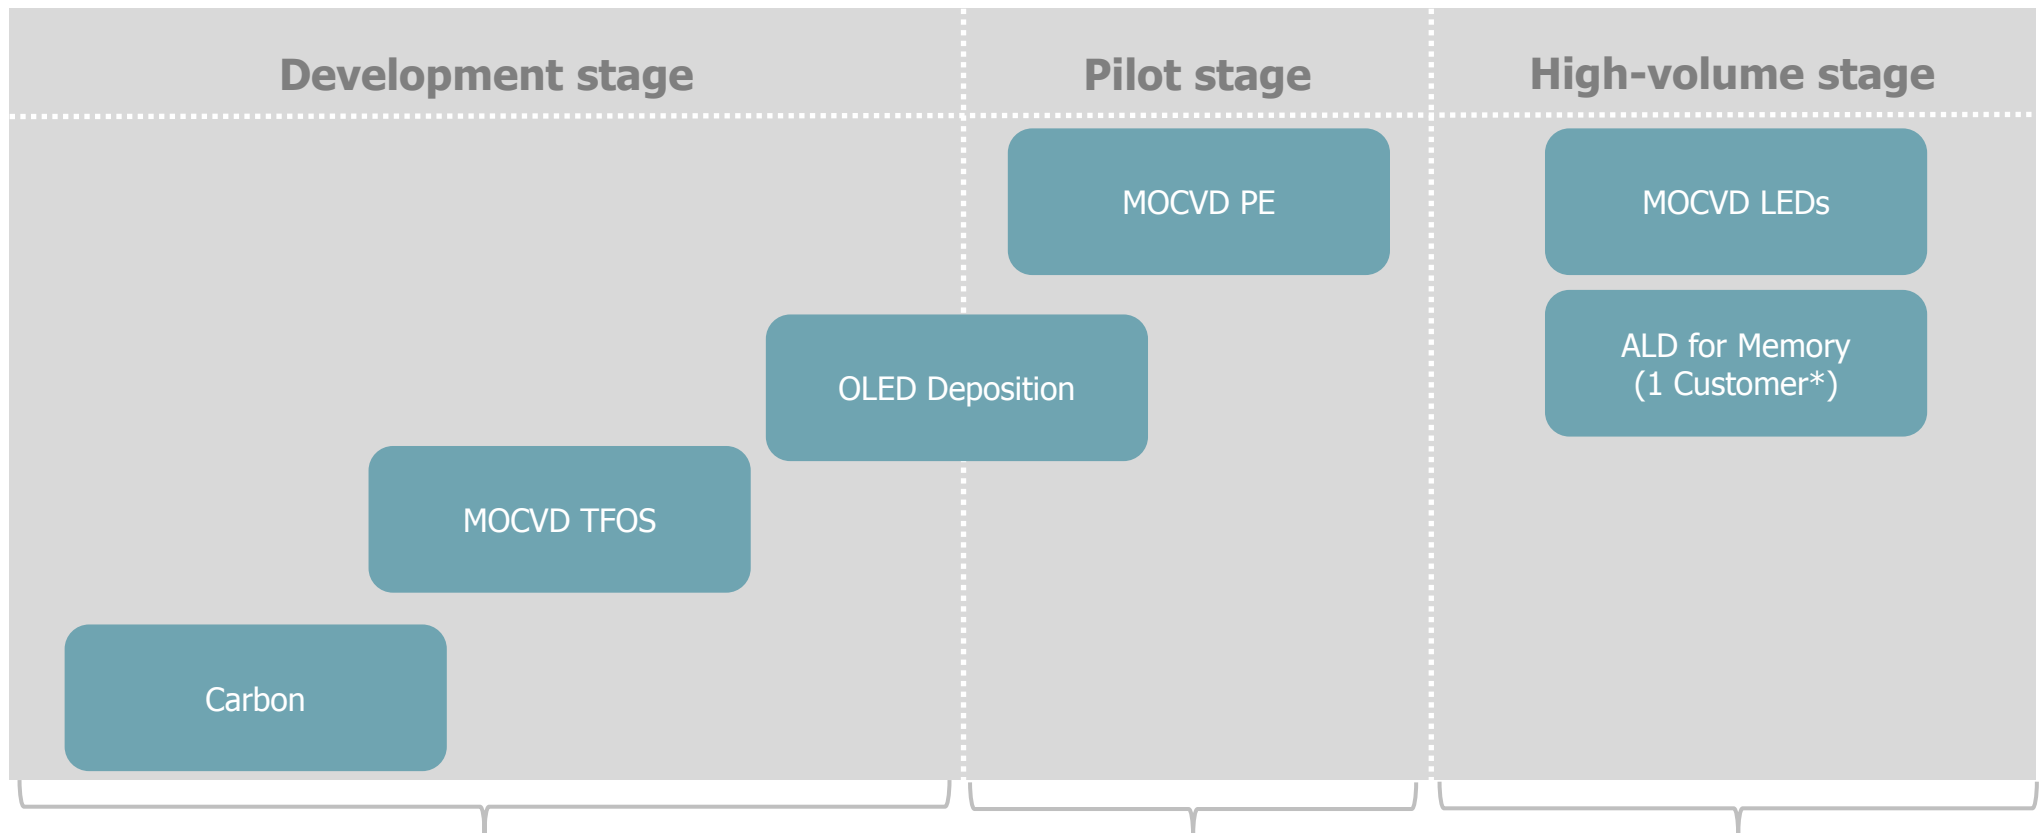 Development stage
Pilot stage
High-volume stage
MOCVD PE
MOCVD LEDs
ALD for Memory
(1 Customer*)
OLED Deposition
MOCVD TFOS
Carbon